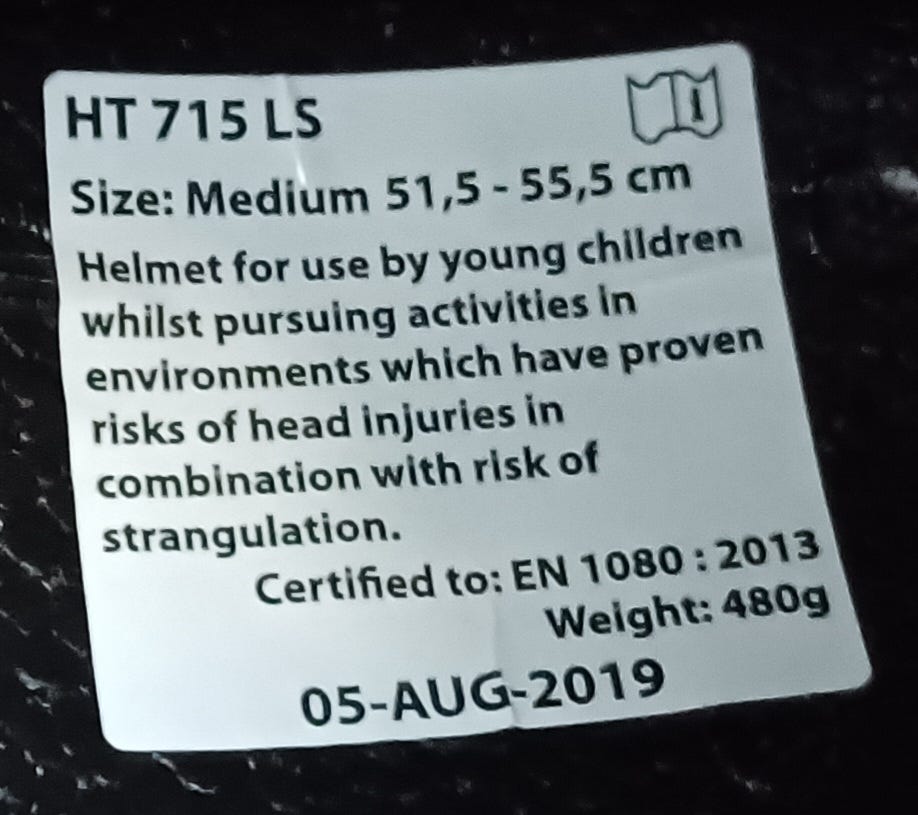 HT 715 LS
Size: Medium 51,5 - 55,5 cm
Helmet for use by young children
whilst pursuing activities in
environments which have proven
risks of head injuries in
combination with risk of
strangulation.
Certified to: EN 1080 : 2013
Weight: 480g
05-AUG-2019